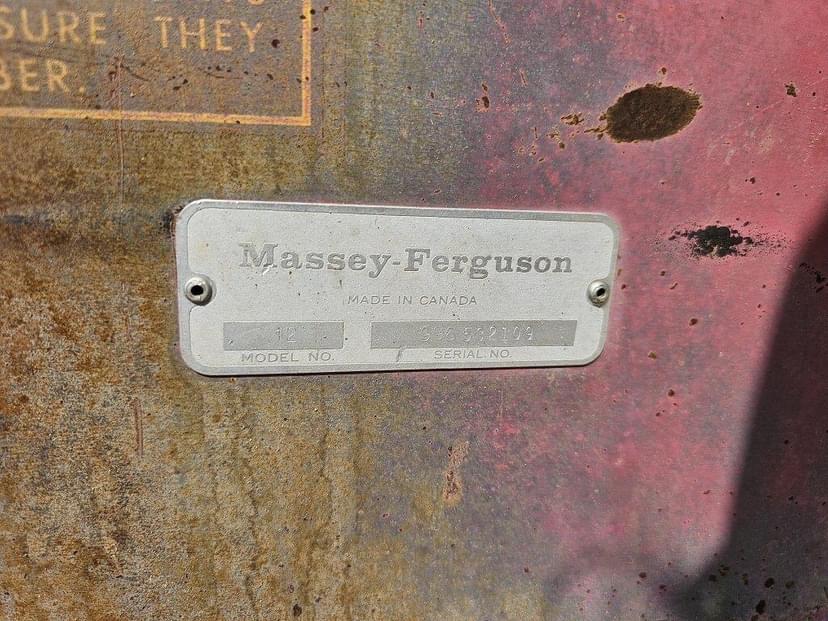 SURE THEY
BER.
Massey-Ferguson
MADE IN CANADA
12
MODEL NO.
SERIAL NO.